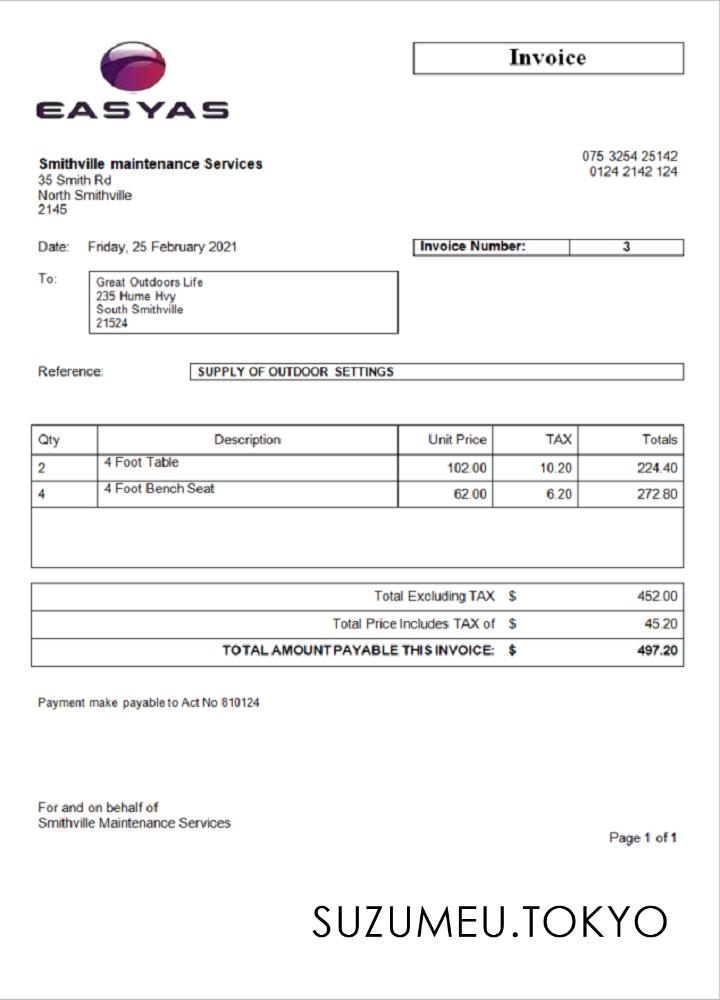 EASYAS
Invoice
Smithville maintenance Services
35 Smith Rd
North Smithville
2145
075 3254 25142
0124 2142 124
Date: Friday, 25 February 2021
Invoice Number: 3
To:
Great Outdoors Life
235 Hume Hvy
South Smithville
21524
Reference: SUPPLY OF OUTDOOR SETTINGS
Qty Description Unit Price TAX Totals
2 4 Foot Table 102.00 10.20 224.40
4 4 Foot Bench Seat 62.00 6.20 272.80
Total Excluding TAX $ 452.00
Total Price Includes TAX of $ 45.20
TOTAL AMOUNT PAYABLE THIS INVOICE: $ 497.20
Payment make payable to Act No 810124
For and on behalf of
Smithville Maintenance Services
Page 1 of 1
SUZUMEU.TOKYO